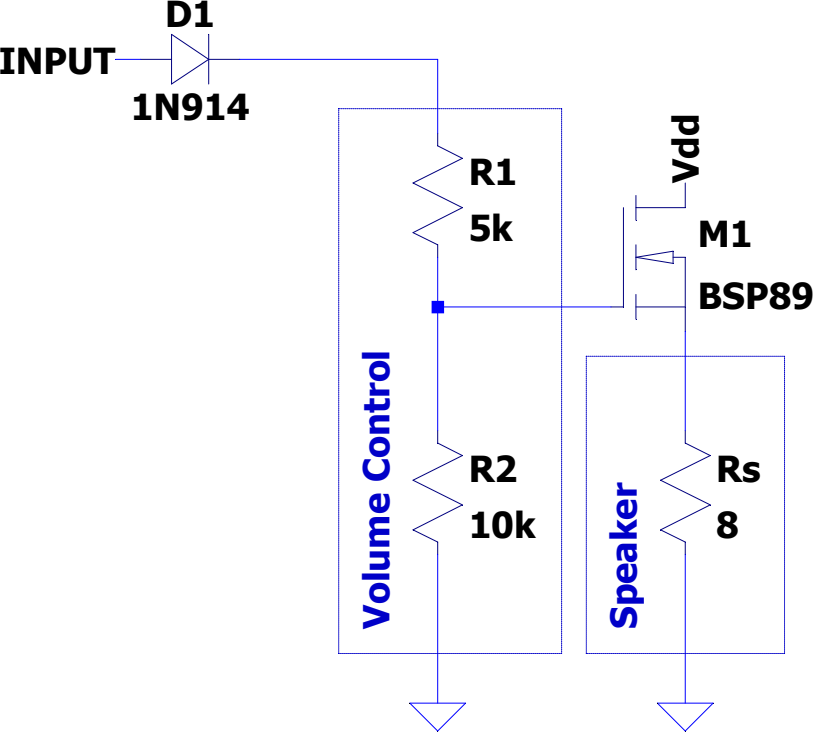 D1
INPUT
1N914
R1
5k
Vdd
M1
BSP89
Volume Control
R2
10k
Speaker
Rs
8